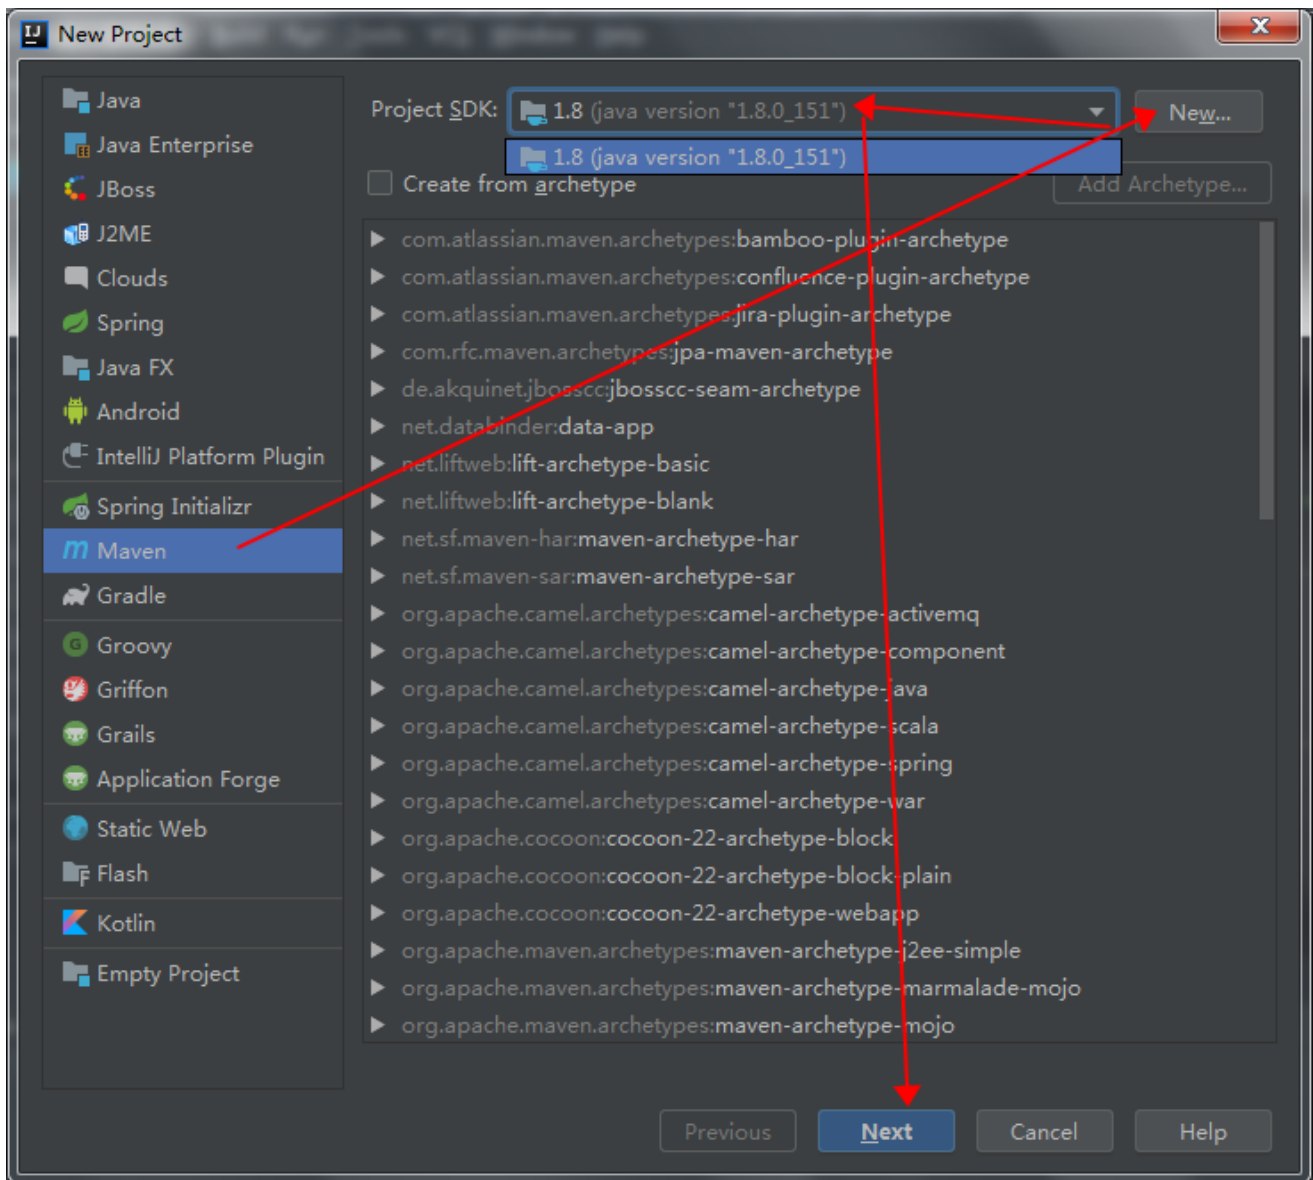 New Project
Java
Java Enterprise
JBoss
J2ME
Clouds
Spring
Java FX
Android
IntelliJ Platform Plugin
Spring Initializr
Maven
Gradle
Groovy
Griffon
Grails
Application Forge
Static Web
Flash
Kotlin
Empty Project
Project SDK: 1.8 (java version "1.8.0_151") New...
1.8 (java version "1.8.0_151")
Create from archetype Add Archetype...
com.atlassian.maven.archetypes:bamboo-plugin-archetype
com.atlassian.maven.archetypes:confluence-plugin-archetype
com.atlassian.maven.archetypes:jira-plugin-archetype
com.rfc.maven.archetypes:jpa-maven-archetype
de.akquinet.jbosscc:jbosscc-seam-archetype
net.databinder:data-app
net.liftweb:lift-archetype-basic
net.liftweb:lift-archetype-blank
net.sf.maven-har:maven-archetype-har
net.sf.maven-sar:maven-archetype-sar
org.apache.camel.archetypes:camel-archetype-activemq
org.apache.camel.archetypes:camel-archetype-component
org.apache.camel.archetypes:camel-archetype-java
org.apache.camel.archetypes:camel-archetype-scala
org.apache.camel.archetypes:camel-archetype-spring
org.apache.camel.archetypes:camel-archetype-war
org.apache.cocoon:cocoon-22-archetype-block
org.apache.cocoon:cocoon-22-archetype-block-plain
org.apache.cocoon:cocoon-22-archetype-webapp
org.apache.maven.archetypes:maven-archetype-j2ee-simple
org.apache.maven.archetypes:maven-archetype-marmalade-mojo
org.apache.maven.archetypes:maven-archetype-mojo
Previous Next Cancel Help